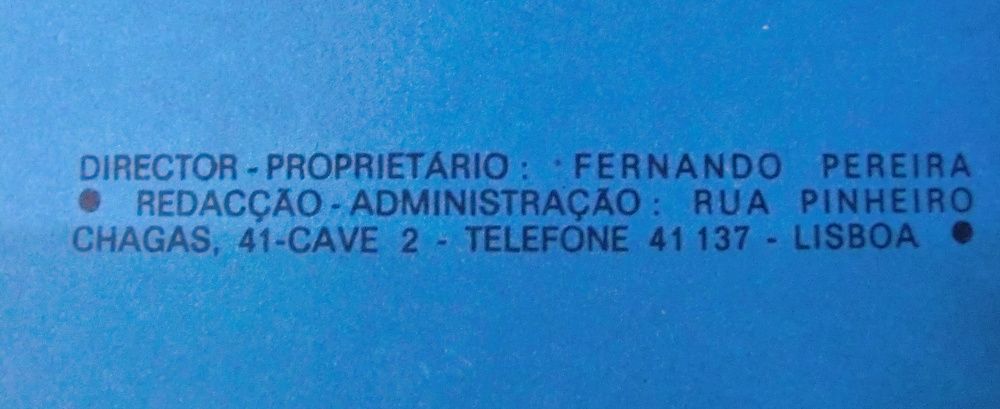 DIRECTOR - PROPRIETÁRIO : FERNANDO PEREIRA
● REDACÇÃO - ADMINISTRAÇÃO : RUA PINHEIRO
CHAGAS, 41-CAVE 2 - TELEFONE 41 137 - LISBOA ●